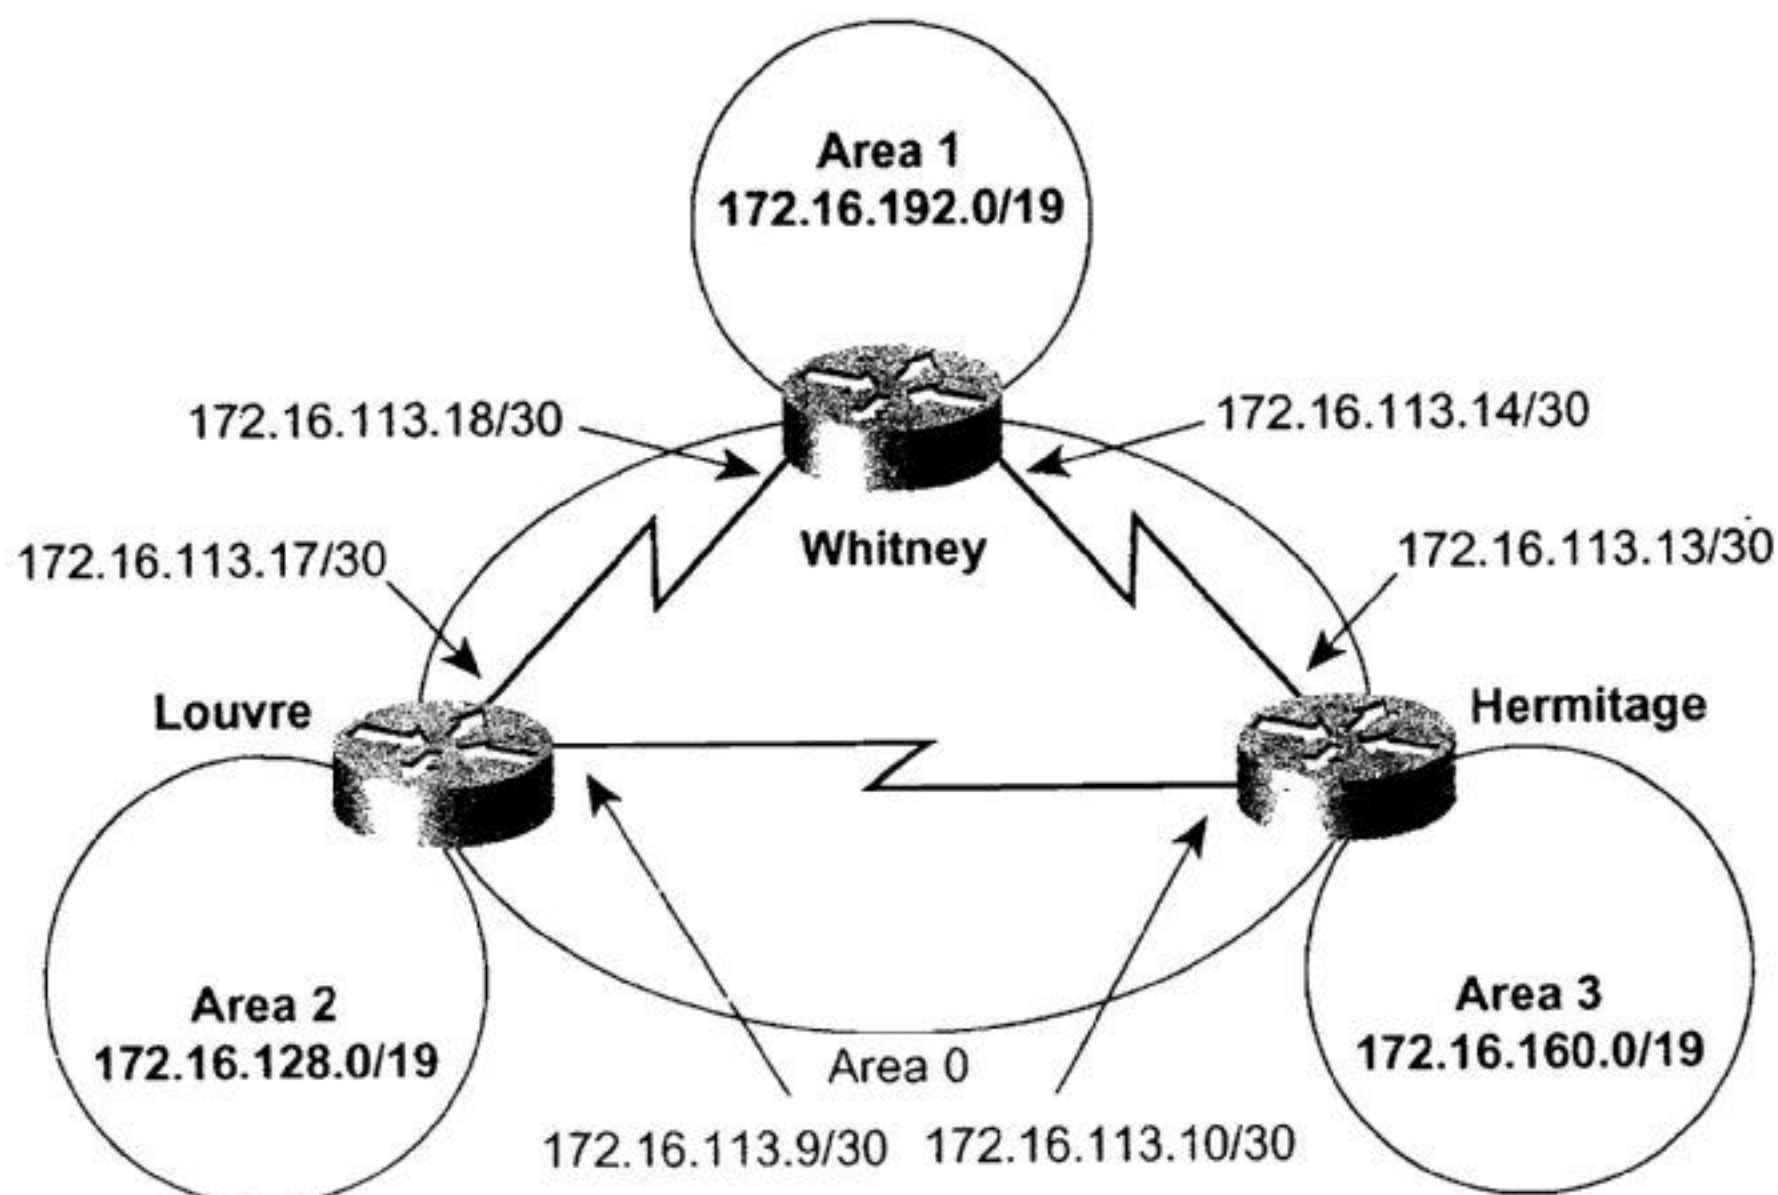 Area 1
172.16.192.0/19
172.16.113.18/30
172.16.113.14/30
Whitney
172.16.113.17/30
172.16.113.13/30
Louvre
Hermitage
Area 2
172.16.128.0/19
Area 3
172.16.160.0/19
Area 0
172.16.113.9/30
172.16.113.10/30